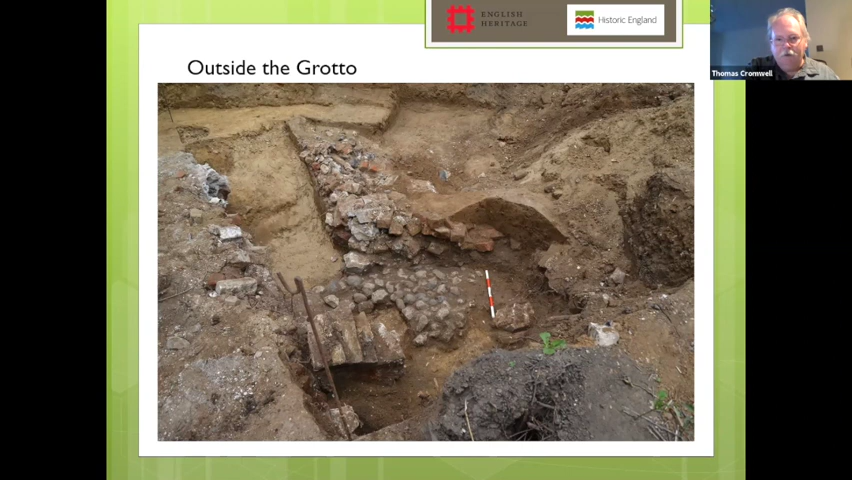 ENGLISH
HERITAGE
Historic England
Outside the Grotto
Thomas Cromwell